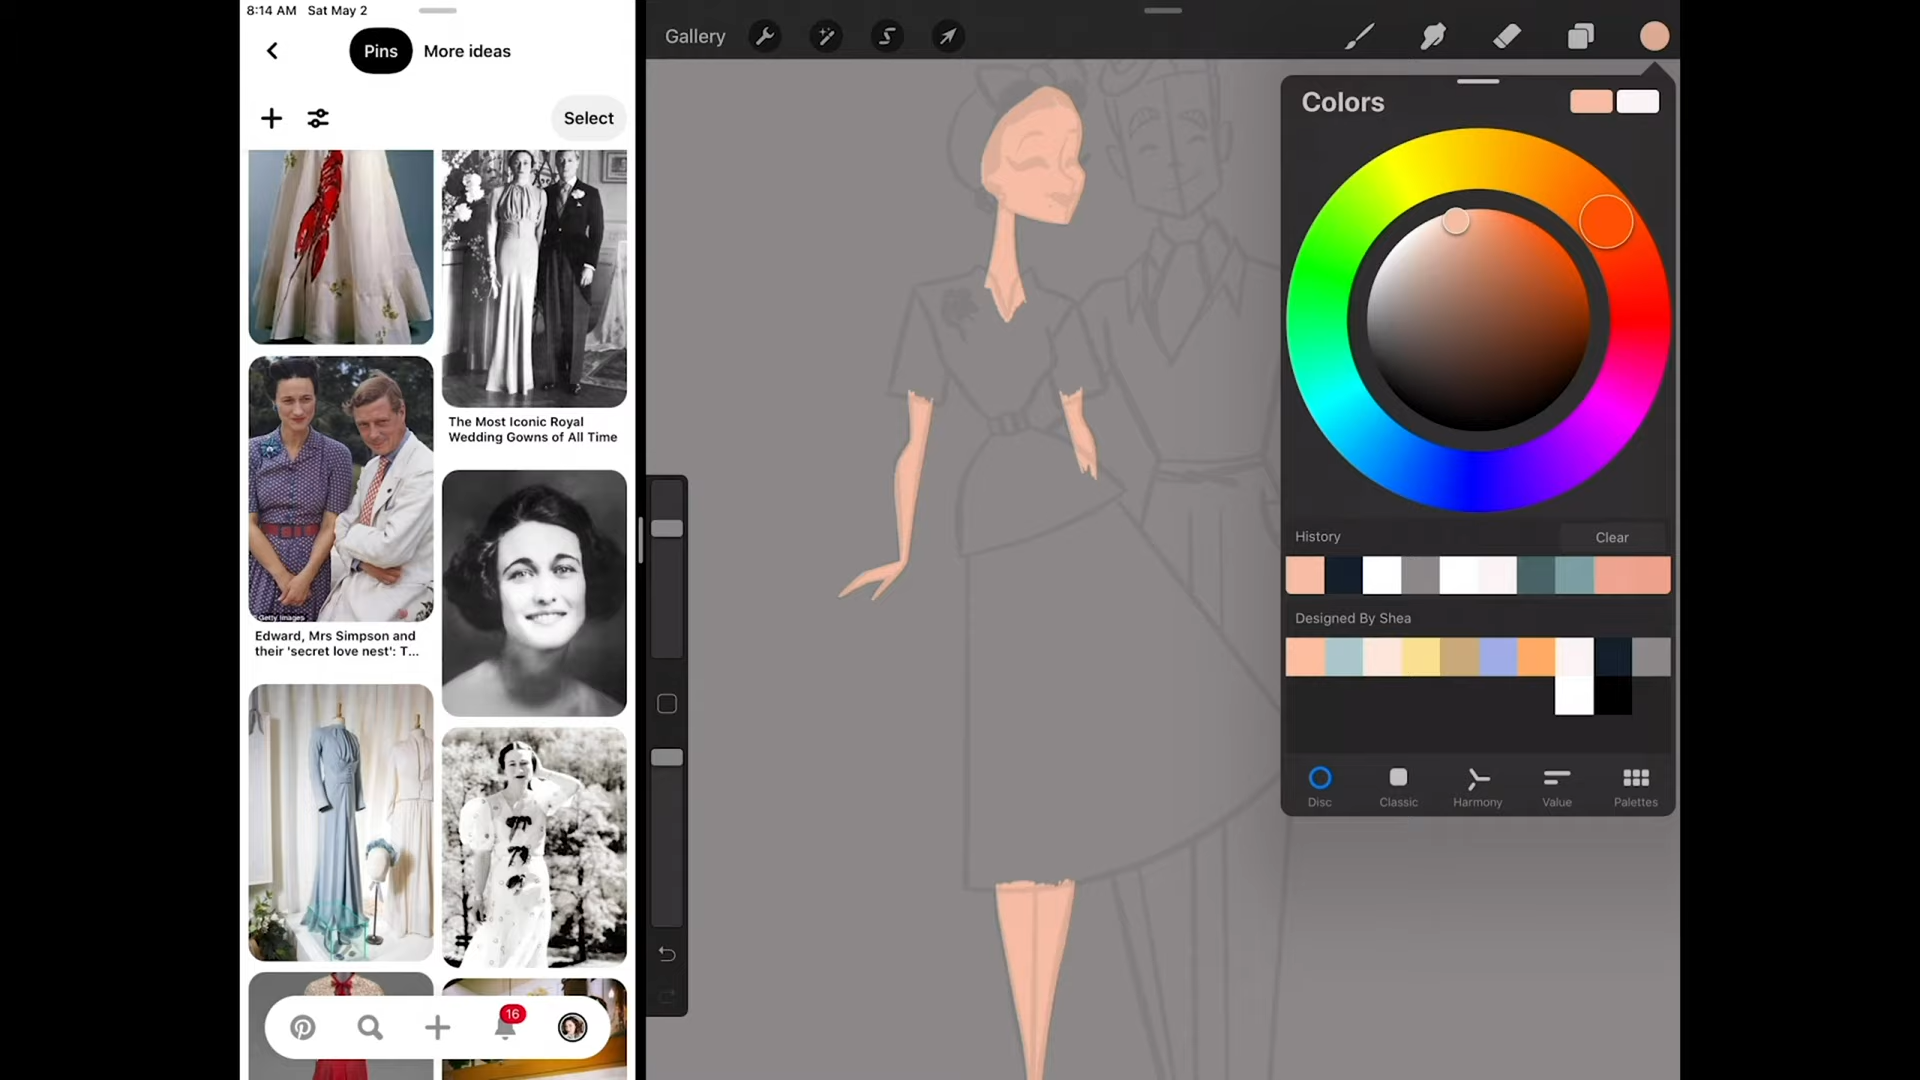 8:14 AM Sat May 2
Pins
More ideas
Select
The Most Iconic Royal
Wedding Gowns of All Time
Getty Images
Edward, Mrs Simpson and
their 'secret love nest': T...
16
Gallery
Colors
History
Clear
Designed By Shea
Disc
Classic
Harmony
Value
Palettes